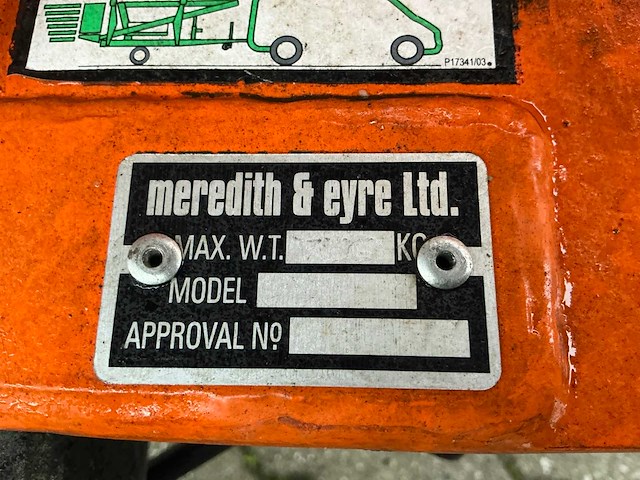 P17341/03
meredith & eyre Ltd.
MAX. W.T. KG
MODEL
APPROVAL Nº